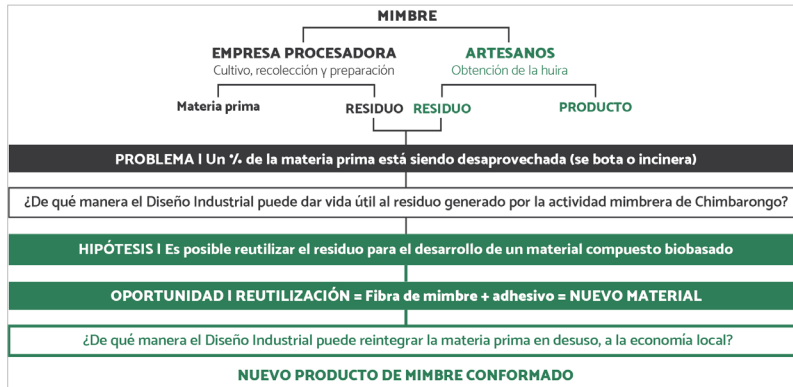 MIMBRE
EMPRESA PROCESADORA
Cultivo, recolección y preparación
ARTESANOS
Obtención de la huira
Materia prima
RESIDUO
RESIDUO
PRODUCTO
PROBLEMA | Un % de la materia prima está siendo desaprovechada (se bota o incinera)
¿De qué manera el Diseño Industrial puede dar vida útil al residuo generado por la actividad mimbrera de Chimbarongo?
HIPÓTESIS | Es posible reutilizar el residuo para el desarrollo de un material compuesto biobasado
OPORTUNIDAD | REUTILIZACIÓN = Fibra de mimbre + adhesivo = NUEVO MATERIAL
¿De qué manera el Diseño Industrial puede reintegrar la materia prima en desuso, a la economía local?
NUEVO PRODUCTO DE MIMBRE CONFORMADO